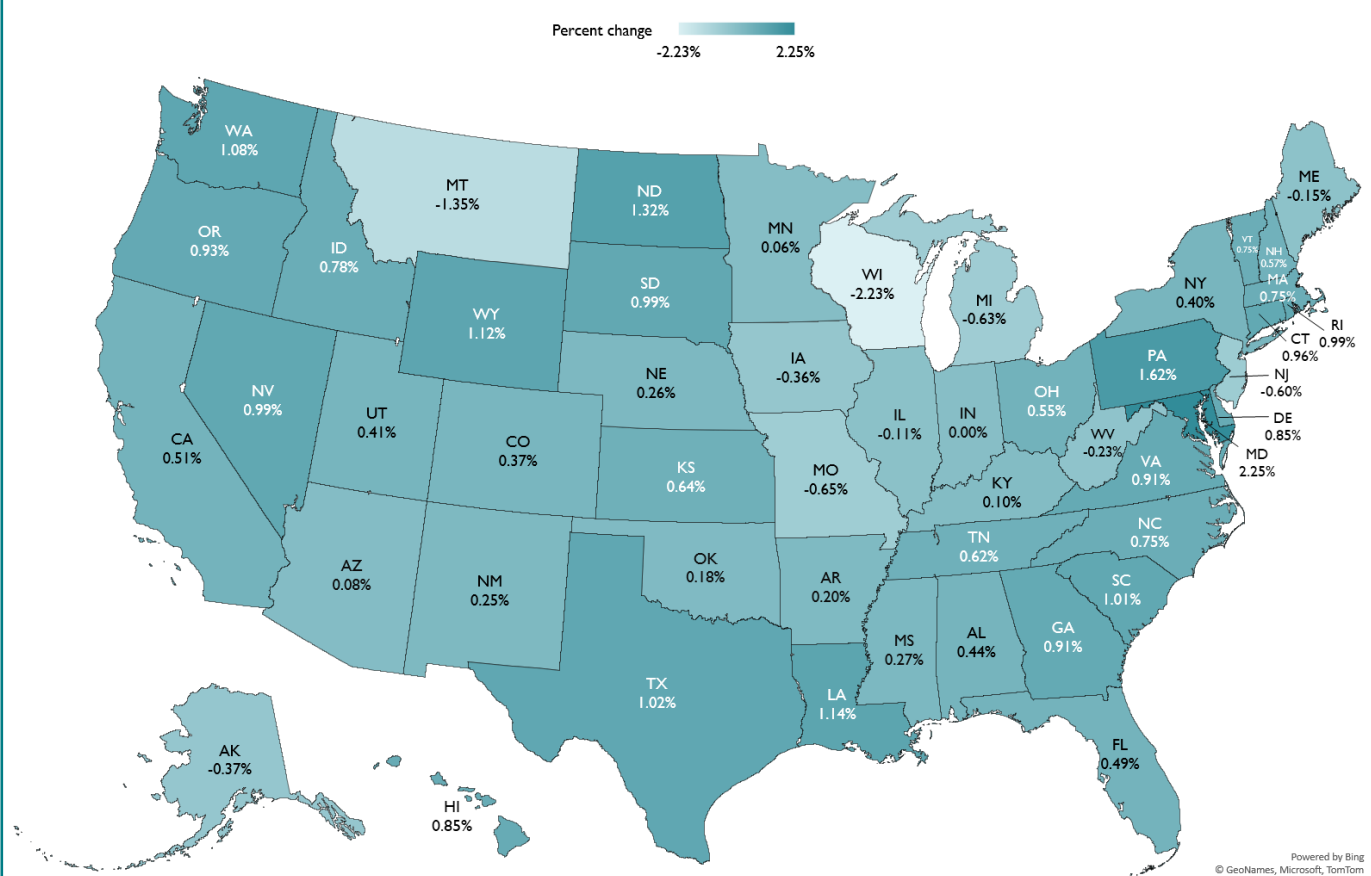 Percent change
-2.23%
2.25%
WA
1.08%
MT
-1.35%
ND
1.32%
MN
0.06%
ME
-0.15%
OR
0.93%
ID
0.78%
SD
0.99%
WI
-2.23%
MI
-0.63%
NY
0.40%
VT
0.75%
NH
0.57%
MA
0.75%
RI
0.99%
CT
0.96%
WY
1.12%
NE
0.26%
IA
-0.36%
PA
1.62%
NJ
-0.60%
NV
0.99%
UT
0.41%
CO
0.37%
IL
-0.11%
IN
0.00%
OH
0.55%
WV
-0.23%
DE
0.85%
MD
2.25%
CA
0.51%
KS
0.64%
MO
-0.65%
KY
0.10%
VA
0.91%
NC
0.75%
TN
0.62%
AZ
0.08%
NM
0.25%
OK
0.18%
AR
0.20%
SC
1.01%
MS
0.27%
AL
0.44%
GA
0.91%
TX
1.02%
LA
1.14%
FL
0.49%
AK
-0.37%
HI
0.85%
Powered by Bing
© GeoNames, Microsoft, TomTom